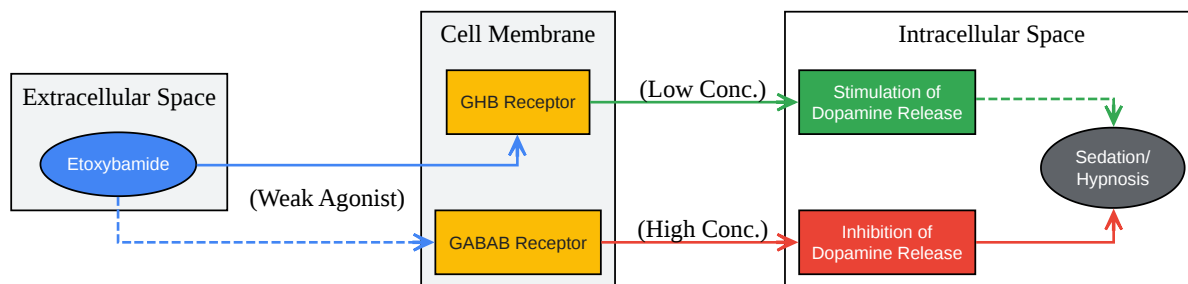 Extracellular Space
Etoxybamide
(Weak Agonist)
Cell Membrane
GHB Receptor
GABAB Receptor
(Low Conc.)
(High Conc.)
Intracellular Space
Stimulation of
Dopamine Release
Inhibition of
Dopamine Release
Sedation/
Hypnosis